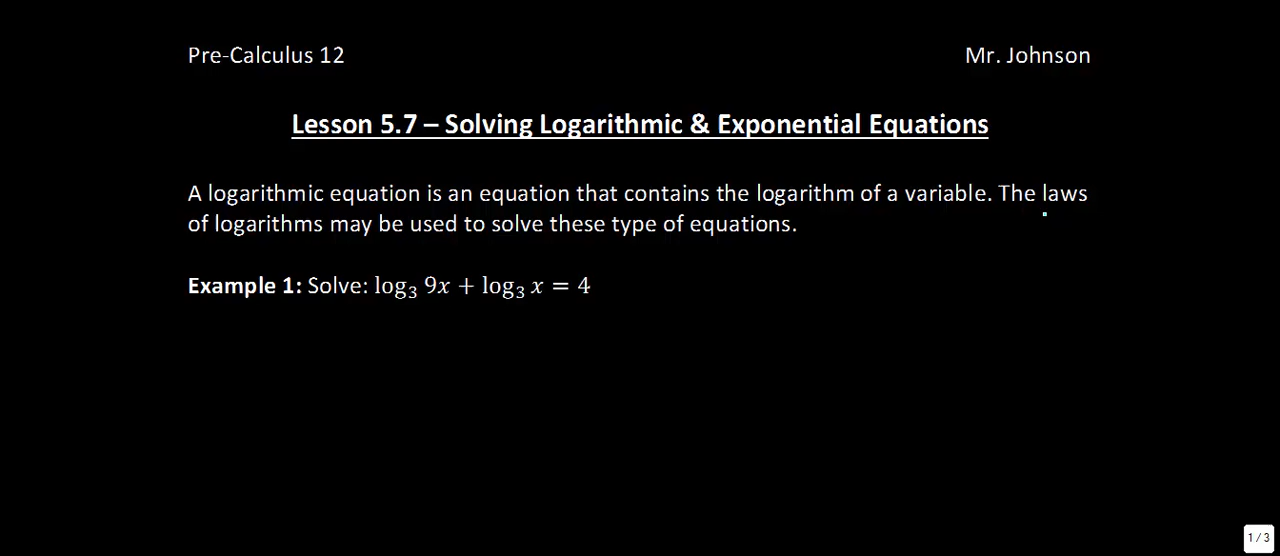 Pre-Calculus 12 Mr. Johnson
Lesson 5.7 – Solving Logarithmic & Exponential Equations
A logarithmic equation is an equation that contains the logarithm of a variable. The laws
of logarithms may be used to solve these type of equations.
Example 1: Solve: log₃ 9𝑥 + log₃ 𝑥 = 4
1 / 3